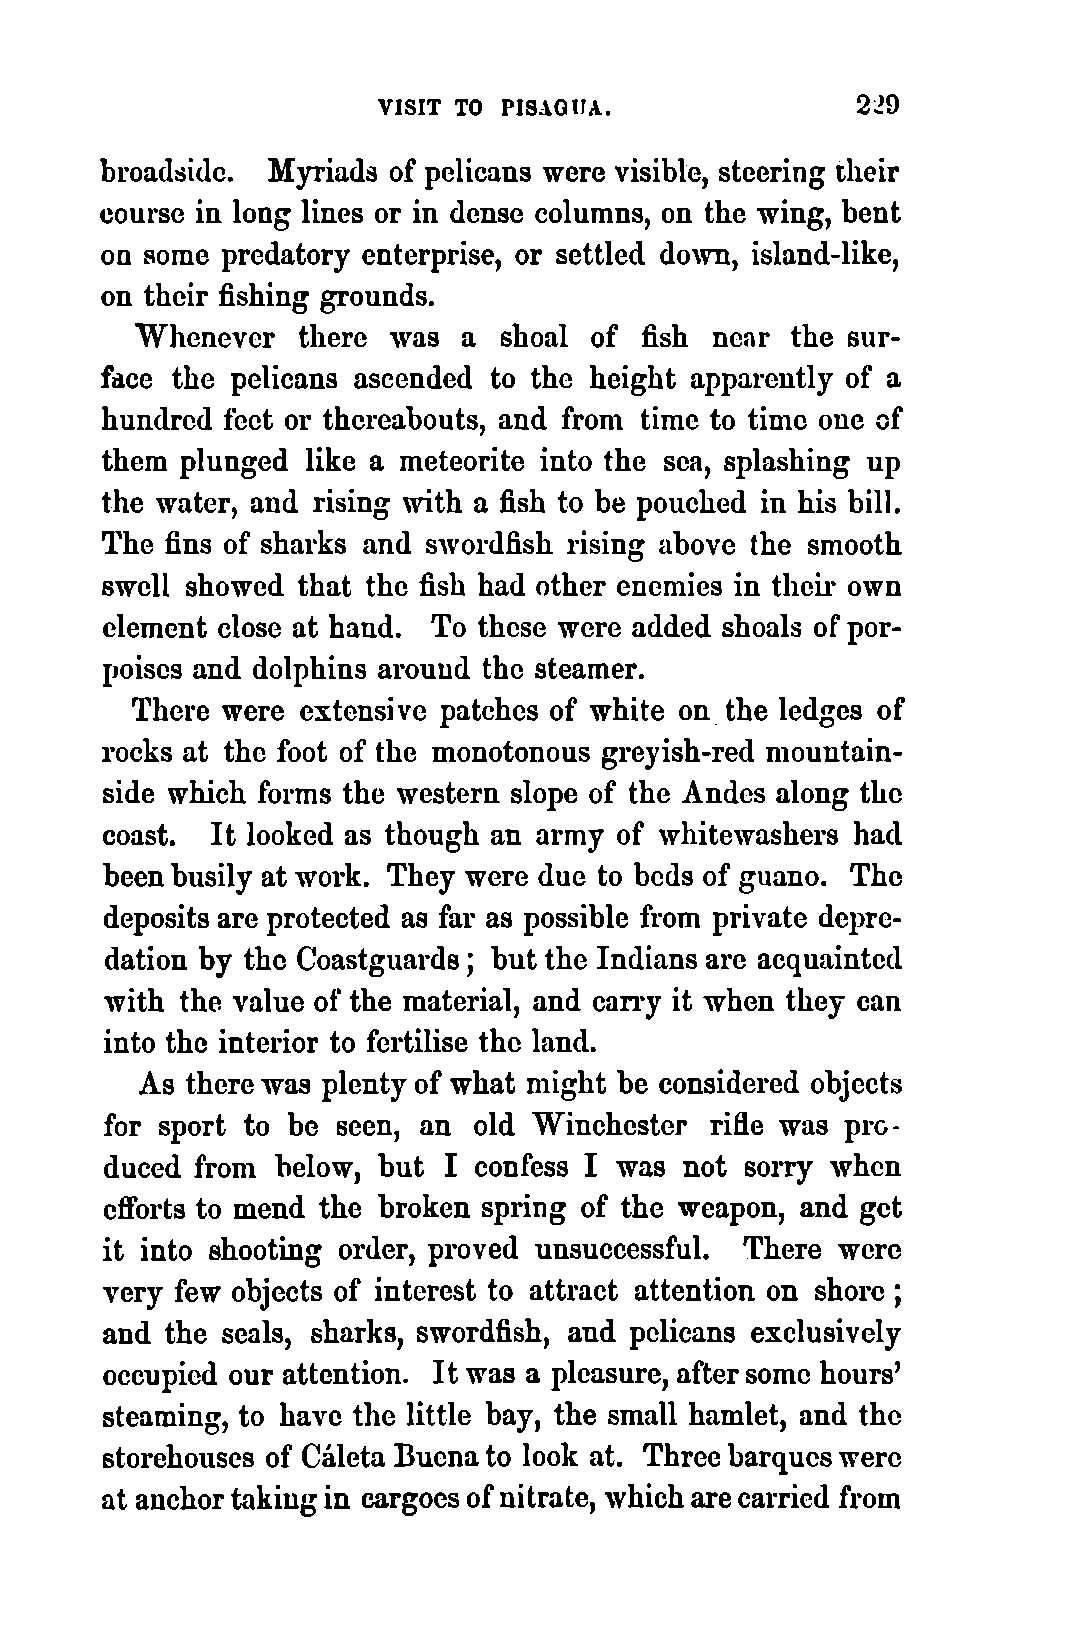 VISIT TO PISAGUA. 229
broadside. Myriads of pelicans were visible, steering their
course in long lines or in dense columns, on the wing, bent
on some predatory enterprise, or settled down, island-like,
on their fishing grounds.
Whenever there was a shoal of fish near the sur-
face the pelicans ascended to the height apparently of a
hundred feet or thereabouts, and from time to time one of
them plunged like a meteorite into the sea, splashing up
the water, and rising with a fish to be pouched in his bill.
The fins of sharks and swordfish rising above the smooth
swell showed that the fish had other enemies in their own
element close at hand. To these were added shoals of por-
poises and dolphins around the steamer.
There were extensive patches of white on the ledges of
rocks at the foot of the monotonous greyish-red mountain-
side which forms the western slope of the Andes along the
coast. It looked as though an army of whitewashers had
been busily at work. They were due to beds of guano. The
deposits are protected as far as possible from private depre-
dation by the Coastguards; but the Indians are acquainted
with the value of the material, and carry it when they can
into the interior to fertilise the land.
As there was plenty of what might be considered objects
for sport to be seen, an old Winchester rifle was pro-
duced from below, but I confess I was not sorry when
efforts to mend the broken spring of the weapon, and get
it into shooting order, proved unsuccessful. There were
very few objects of interest to attract attention on shore;
and the seals, sharks, swordfish, and pelicans exclusively
occupied our attention. It was a pleasure, after some hours'
steaming, to have the little bay, the small hamlet, and the
storehouses of Cáleta Buena to look at. Three barques were
at anchor taking in cargoes of nitrate, which are carried from